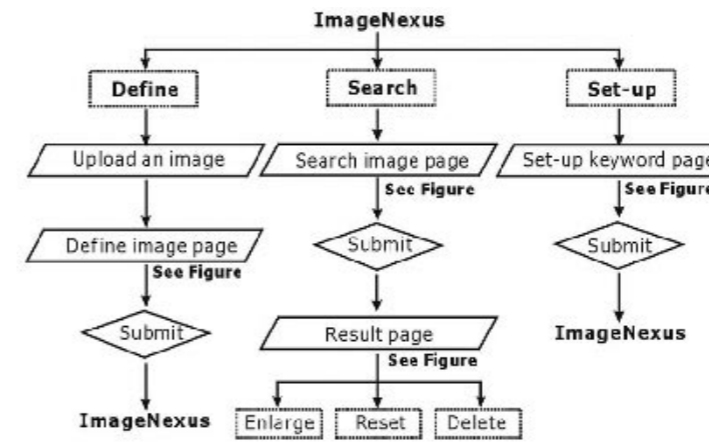 ImageNexus
Define
Search
Set-up
Upload an image
Search image page
Set-up keyword page
See Figure
See Figure
Define image page
See Figure
Submit
Submit
Submit
Result page
See Figure
ImageNexus
ImageNexus
Enlarge
Reset
Delete